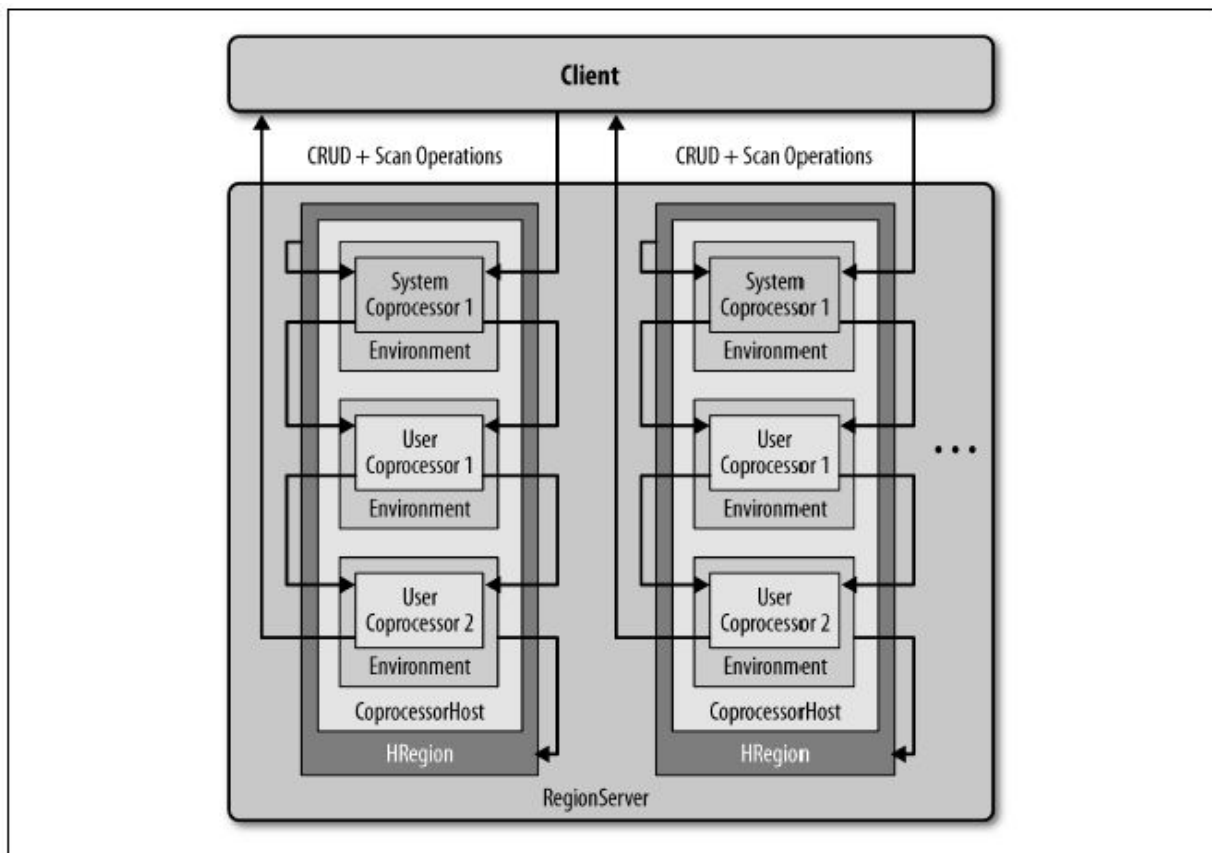 Client
CRUD + Scan Operations
CRUD + Scan Operations
System
Coprocessor 1
Environment
User
Coprocessor 1
Environment
User
Coprocessor 2
Environment
CoprocessorHost
HRegion
System
Coprocessor 1
Environment
User
Coprocessor 1
Environment
User
Coprocessor 2
Environment
CoprocessorHost
HRegion
...
RegionServer